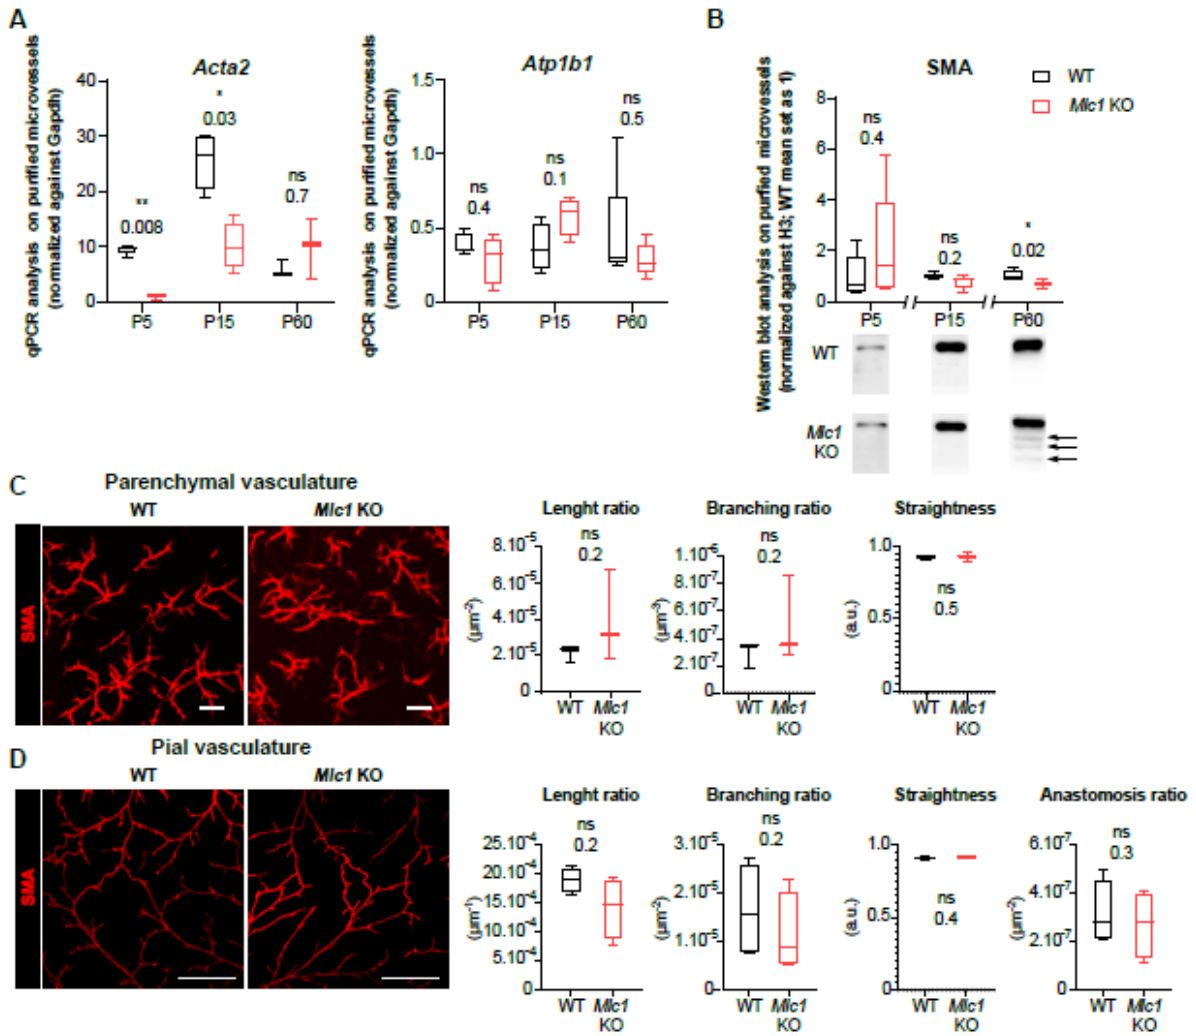 A
qPCR analysis on purified microvessels
(normalized against Gapdh)
Acta2
40
30
20
10
0
**
0.008
*
0.03
ns
0.7
P5 P15 P60
qPCR analysis on purified microvessels
(normalized against Gapdh)
Atp1b1
1.5
1.0
0.5
0
ns
0.4
ns
0.1
ns
0.5
P5 P15 P60
B
Western blot analysis on purfied microvessels
(normalized against H3; WT mean set as 1)
SMA
WT
Mlc1 KO
8
6
4
2
0
ns
0.4
ns
0.2
*
0.02
P5 P15 P60
WT
Mlc1
KO
C
Parenchymal vasculature
WT
Mlc1 KO
SMA
Lenght ratio
ns
0.2
(µm⁻²)
8.10⁻⁵
6.10⁻⁵
4.10⁻⁵
2.10⁻⁵
0
WT Mlc1
KO
Branching ratio
ns
0.2
(µm⁻³)
1.10⁻⁶
8.10⁻⁷
6.10⁻⁷
4.10⁻⁷
2.10⁻⁷
0
WT Mlc1
KO
Straightness
(a.u.)
1.0
0.5
0
ns
0.5
WT Mlc1
KO
D
Pial vasculature
WT
Mlc1 KO
SMA
Lenght ratio
ns
0.2
(µm⁻¹)
25.10⁻⁴
20.10⁻⁴
15.10⁻⁴
10.10⁻⁴
5.10⁻⁴
0
WT Mlc1
KO
Branching ratio
ns
0.2
(µm⁻²)
3.10⁻⁵
2.10⁻⁵
1.10⁻⁵
0
WT Mlc1
KO
Straightness
(a.u.)
1.0
0.5
0.0
ns
0.4
WT Mlc1
KO
Anastomosis ratio
ns
0.3
(µm⁻²)
6.10⁻⁷
4.10⁻⁷
2.10⁻⁷
0
WT Mlc1
KO